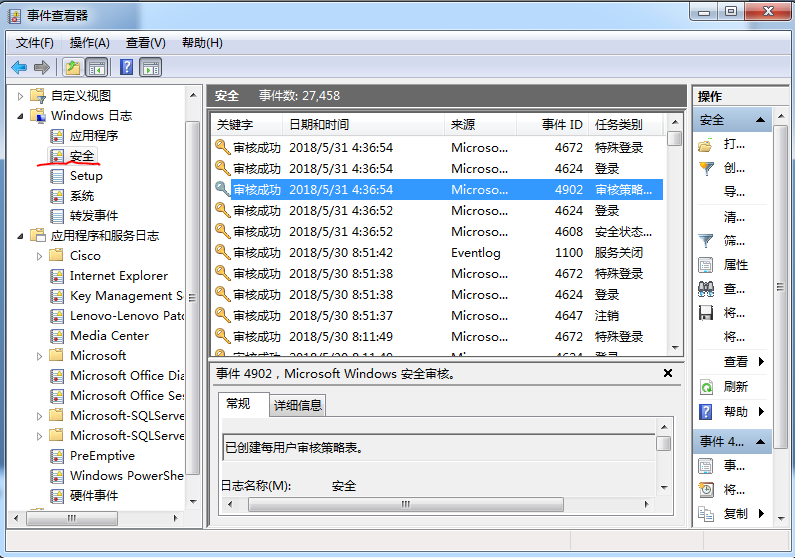 事件查看器
文件(F) 操作(A) 查看(V) 帮助(H)
自定义视图
Windows 日志
应用程序
安全
Setup
系统
转发事件
应用程序和服务日志
Cisco
Internet Explorer
Key Management S
Lenovo-Lenovo Patc
Media Center
Microsoft
Microsoft Office Dia
Microsoft Office Ses
Microsoft-SQLServe
Microsoft-SQLServe
PreEmptive
Windows PowerShe
硬件事件
安全 事件数: 27,458
关键字 日期和时间 来源 事件 ID 任务类别
审核成功 2018/5/31 4:36:54 Microso... 4672 特殊登录
审核成功 2018/5/31 4:36:54 Microso... 4624 登录
审核成功 2018/5/31 4:36:54 Microso... 4902 审核策略...
审核成功 2018/5/31 4:36:52 Microso... 4624 登录
审核成功 2018/5/31 4:36:52 Microso... 4608 安全状态...
审核成功 2018/5/30 8:51:42 Eventlog 1100 服务关闭
审核成功 2018/5/30 8:51:38 Microso... 4672 特殊登录
审核成功 2018/5/30 8:51:38 Microso... 4624 登录
审核成功 2018/5/30 8:51:37 Microso... 4647 注销
审核成功 2018/5/30 8:11:49 Microso... 4672 特殊登录
审核成功 2018/5/30 8:11:49 Microso... 4624 登录
事件 4902，Microsoft Windows 安全审核。
常规 详细信息
已创建每用户审核策略表。
日志名称(M): 安全
操作
安全
打...
创...
导...
清...
筛...
属性
查...
将...
将...
查看
刷新
帮助
事件 4...
事...
将...
复制